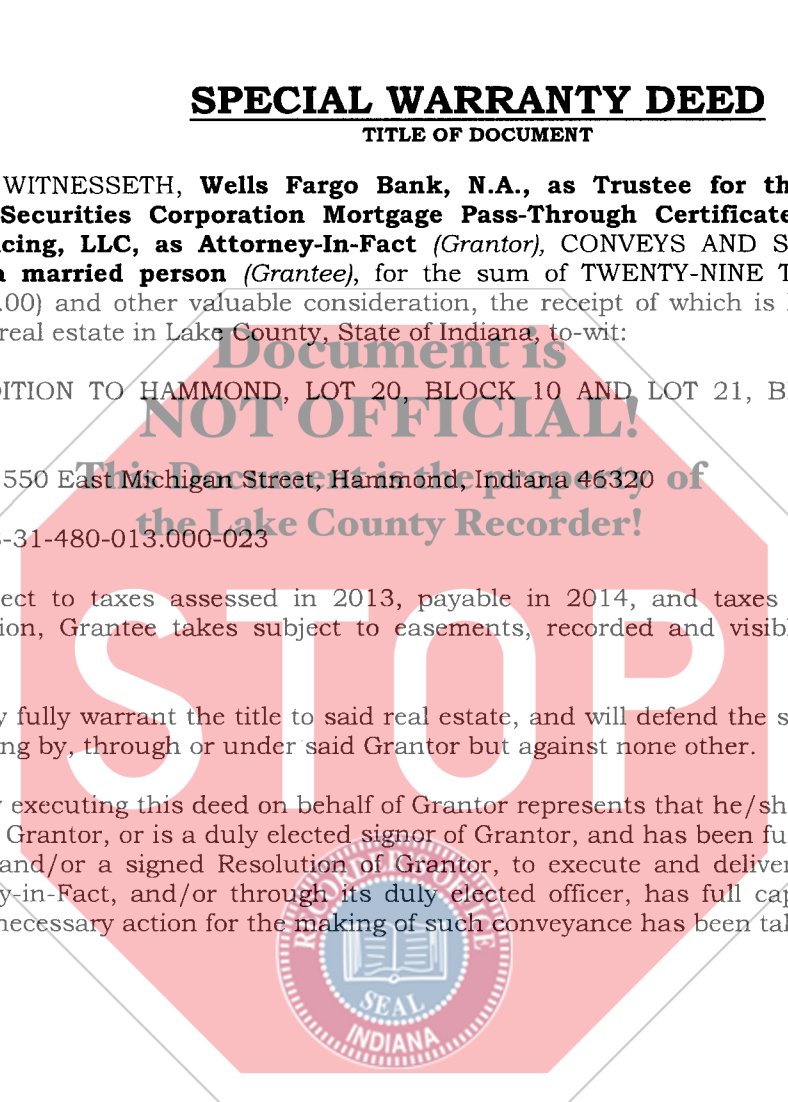 SPECIAL WARRANTY DEED
TITLE OF DOCUMENT
WITNESSETH, Wells Fargo Bank, N.A., as Trustee for th
Securities Corporation Mortgage Pass-Through Certificate
cing, LLC, as Attorney-In-Fact (Grantor), CONVEYS AND S
a married person (Grantee), for the sum of TWENTY-NINE T
.00) and other valuable consideration, the receipt of which is
real estate in Lake County, State of Indiana, to-wit:
Document is
DITION TO HAMMOND, LOT 20, BLOCK 10 AND LOT 21, B
NOT OFFICIAL!
550 East Michigan Street, Hammond, Indiana 46320
This Document is the property of
the Lake County Recorder!
-31-480-013.000-023
ect to taxes assessed in 2013, payable in 2014, and taxes
ion, Grantee takes subject to easements, recorded and visib
STOP
y fully warrant the title to said real estate, and will defend the s
ng by, through or under said Grantor but against none other.
y executing this deed on behalf of Grantor represents that he/sh
Grantor, or is a duly elected signor of Grantor, and has been fu
and/or a signed Resolution of Grantor, to execute and deliver
y-in-Fact, and/or through its duly elected officer, has full cap
necessary action for the making of such conveyance has been tal
RECORDER'S OFFICE
SEAL
INDIANA